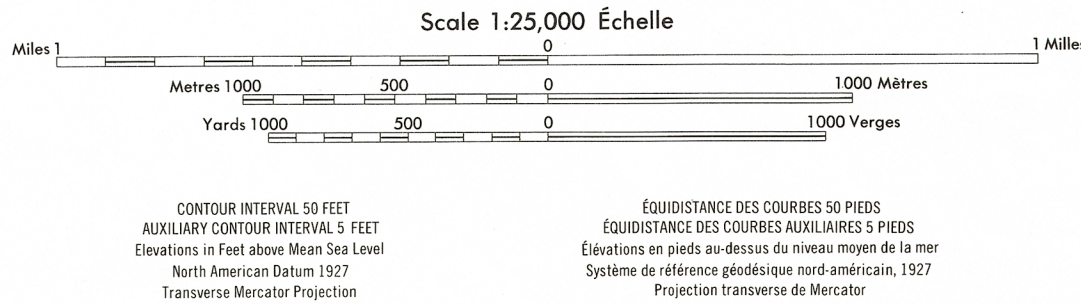 Scale 1:25,000 Échelle
Miles 1 0 1 Milles
Metres 1000 500 0 1000 Mètres
Yards 1000 500 0 1000 Verges
CONTOUR INTERVAL 50 FEET
AUXILIARY CONTOUR INTERVAL 5 FEET
Elevations in Feet above Mean Sea Level
North American Datum 1927
Transverse Mercator Projection
ÉQUIDISTANCE DES COURBES 50 PIEDS
ÉQUIDISTANCE DES COURBES AUXILIAIRES 5 PIEDS
Élévations en pieds au-dessus du niveau moyen de la mer
Système de référence géodésique nord-américain, 1927
Projection transverse de Mercator